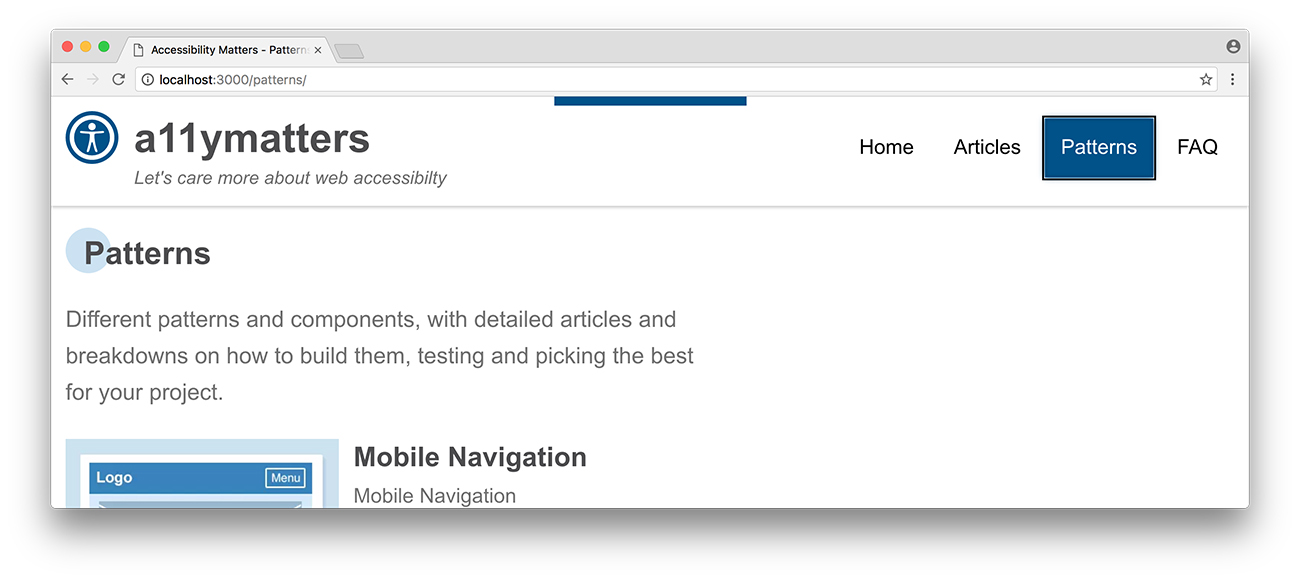 Accessibility Matters - Pattern
localhost:3000/patterns/
a11ymatters
Let's care more about web accessibilty
Home Articles Patterns FAQ
Patterns
Different patterns and components, with detailed articles and
breakdowns on how to build them, testing and picking the best
for your project.
Logo Menu
Mobile Navigation
Mobile Navigation